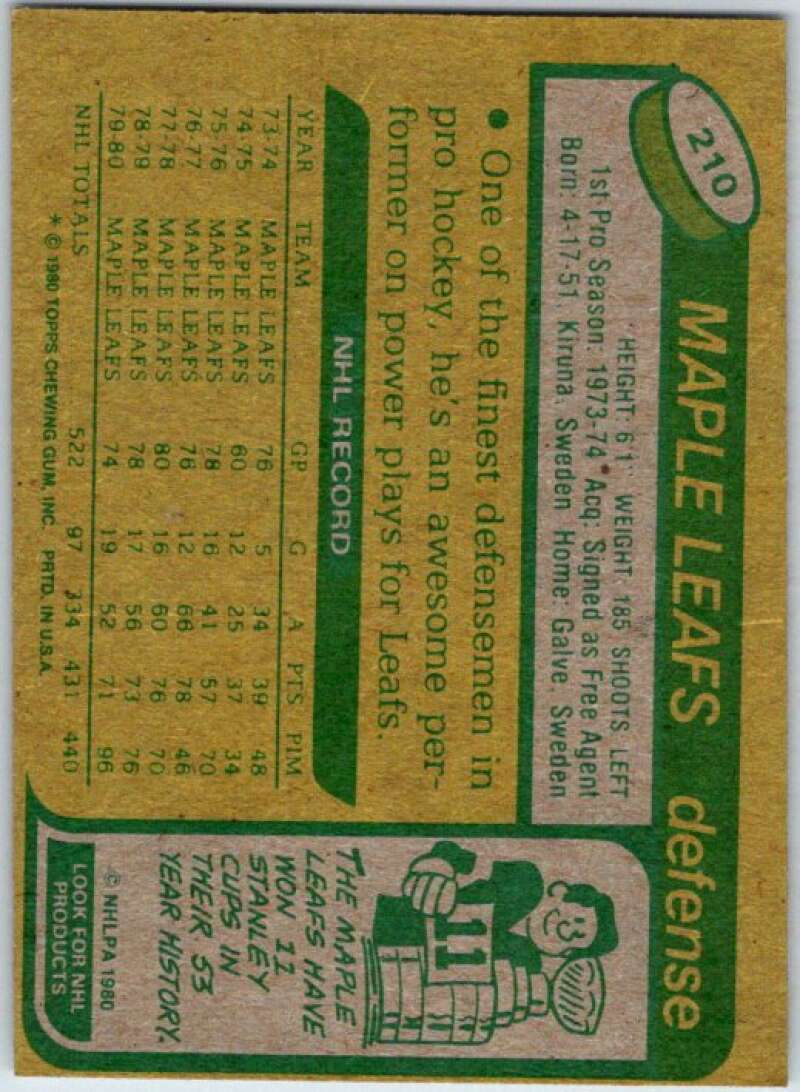 210
MAPLE LEAFS defense
HEIGHT: 6'1" WEIGHT: 185 SHOOTS: LEFT
1st Pro Season: 1973-74 • Acq: Signed as Free Agent
Born: 4-17-51, Kiruna, Sweden Home: Galve, Sweden
• One of the finest defensemen in
pro hockey, he's an awesome per-
former on power plays for Leafs.
NHL RECORD
YEAR TEAM GP G A PTS PIM
73-74 MAPLE LEAFS 76 5 34 39 48
74-75 MAPLE LEAFS 60 12 25 37 34
75-76 MAPLE LEAFS 78 16 41 57 70
76-77 MAPLE LEAFS 76 12 66 78 46
77-78 MAPLE LEAFS 80 16 60 76 70
78-79 MAPLE LEAFS 78 17 56 73 76
79-80 MAPLE LEAFS 74 19 52 71 96
NHL TOTALS 522 97 334 431 440
* © 1980 TOPPS CHEWING GUM, INC. PRTD. IN U.S.A.
11
THE MAPLE
LEAFS HAVE
WON 11
STANLEY
CUPS IN
THEIR 53
YEAR HISTORY.
© NHLPA 1980
LOOK FOR NHL
PRODUCTS